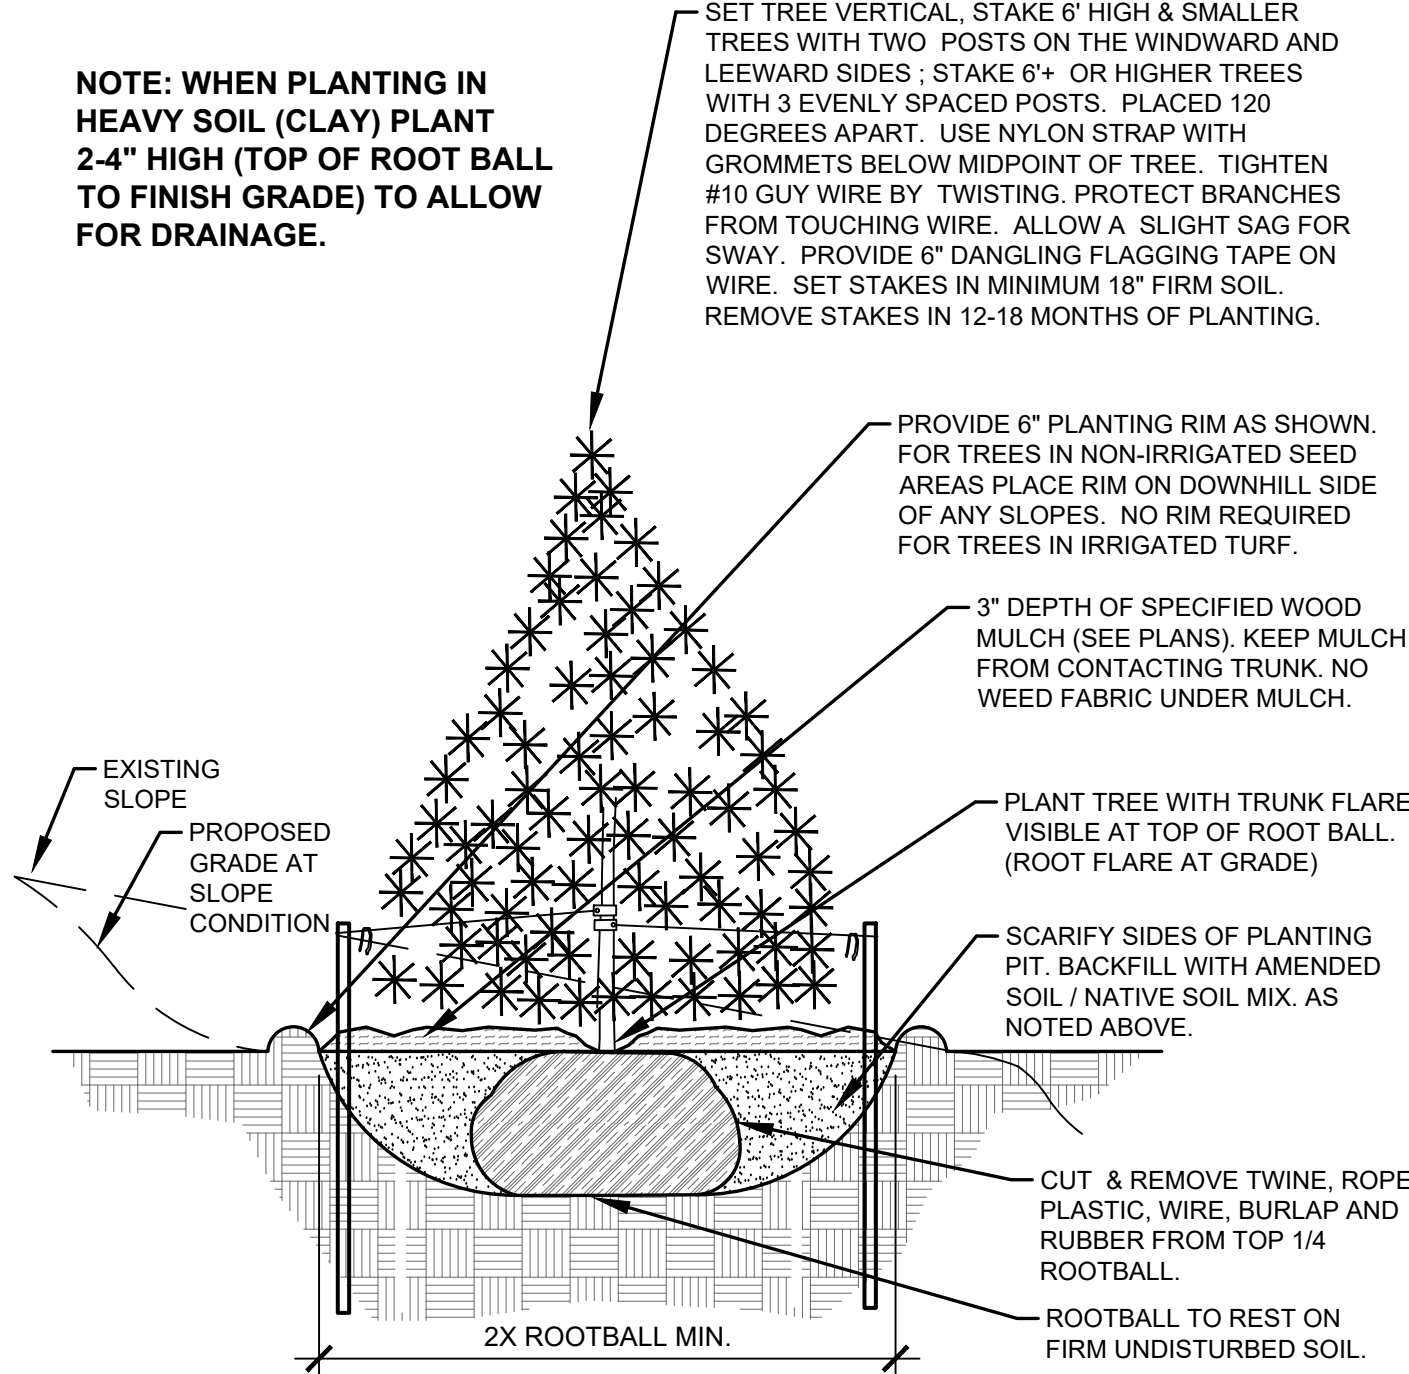 SET TREE VERTICAL, STAKE 6' HIGH & SMALLER
TREES WITH TWO POSTS ON THE WINDWARD AND
LEEWARD SIDES ; STAKE 6'+ OR HIGHER TREES
WITH 3 EVENLY SPACED POSTS. PLACED 120
DEGREES APART. USE NYLON STRAP WITH
GROMMETS BELOW MIDPOINT OF TREE. TIGHTEN
#10 GUY WIRE BY TWISTING. PROTECT BRANCHES
FROM TOUCHING WIRE. ALLOW A SLIGHT SAG FOR
SWAY. PROVIDE 6" DANGLING FLAGGING TAPE ON
WIRE. SET STAKES IN MINIMUM 18" FIRM SOIL.
REMOVE STAKES IN 12-18 MONTHS OF PLANTING.
NOTE: WHEN PLANTING IN
HEAVY SOIL (CLAY) PLANT
2-4" HIGH (TOP OF ROOT BALL
TO FINISH GRADE) TO ALLOW
FOR DRAINAGE.
PROVIDE 6" PLANTING RIM AS SHOWN.
FOR TREES IN NON-IRRIGATED SEED
AREAS PLACE RIM ON DOWNHILL SIDE
OF ANY SLOPES. NO RIM REQUIRED
FOR TREES IN IRRIGATED TURF.
3" DEPTH OF SPECIFIED WOOD
MULCH (SEE PLANS). KEEP MULCH
FROM CONTACTING TRUNK. NO
WEED FABRIC UNDER MULCH.
EXISTING
SLOPE
PROPOSED
GRADE AT
SLOPE
CONDITION
PLANT TREE WITH TRUNK FLARE
VISIBLE AT TOP OF ROOT BALL.
(ROOT FLARE AT GRADE)
SCARIFY SIDES OF PLANTING
PIT. BACKFILL WITH AMENDED
SOIL / NATIVE SOIL MIX. AS
NOTED ABOVE.
CUT & REMOVE TWINE, ROPE
PLASTIC, WIRE, BURLAP AND
RUBBER FROM TOP 1/4
ROOTBALL.
ROOTBALL TO REST ON
FIRM UNDISTURBED SOIL.
2X ROOTBALL MIN.